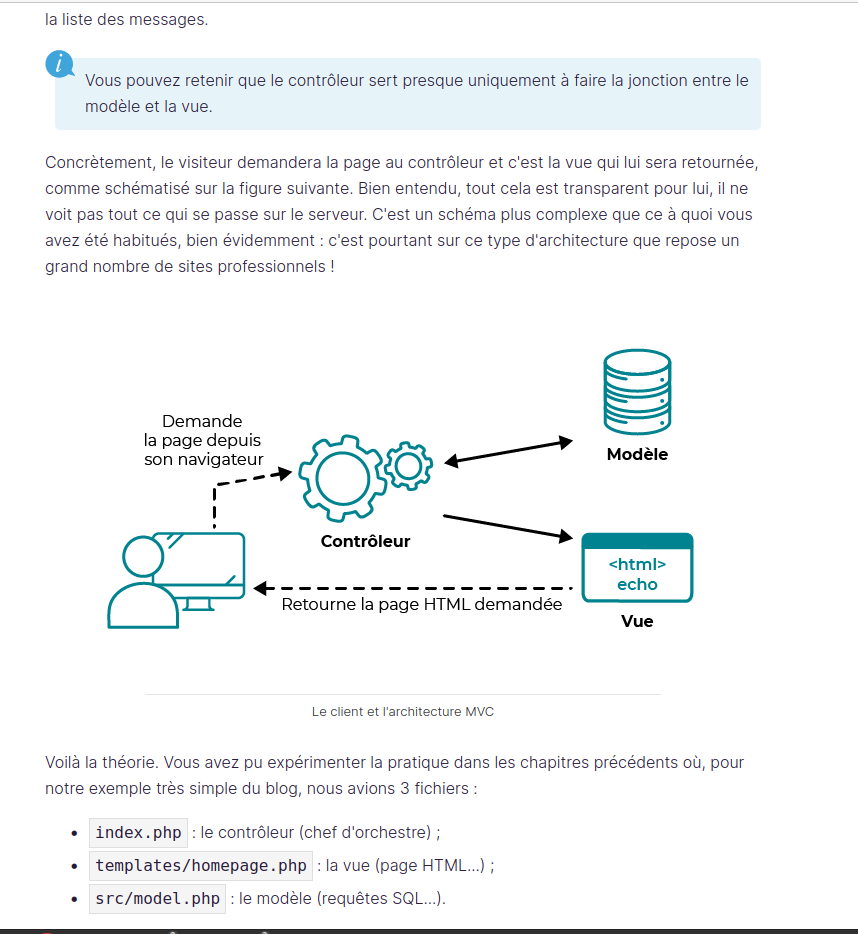 la liste des messages.
i
Vous pouvez retenir que le contrôleur sert presque uniquement à faire la jonction entre le
modèle et la vue.
Concrètement, le visiteur demandera la page au contrôleur et c'est la vue qui lui sera retournée,
comme schématisé sur la figure suivante. Bien entendu, tout cela est transparent pour lui, il ne
voit pas tout ce qui se passe sur le serveur. C'est un schéma plus complexe que ce à quoi vous
avez été habitués, bien évidemment : c'est pourtant sur ce type d'architecture que repose un
grand nombre de sites professionnels !
Demande
la page depuis
son navigateur
Contrôleur
Modèle
<html>
echo
Vue
Retourne la page HTML demandée
Le client et l'architecture MVC
Voilà la théorie. Vous avez pu expérimenter la pratique dans les chapitres précédents où, pour
notre exemple très simple du blog, nous avions 3 fichiers :
• index.php : le contrôleur (chef d'orchestre) ;
• templates/homepage.php : la vue (page HTML...) ;
• src/model.php : le modèle (requêtes SQL...).